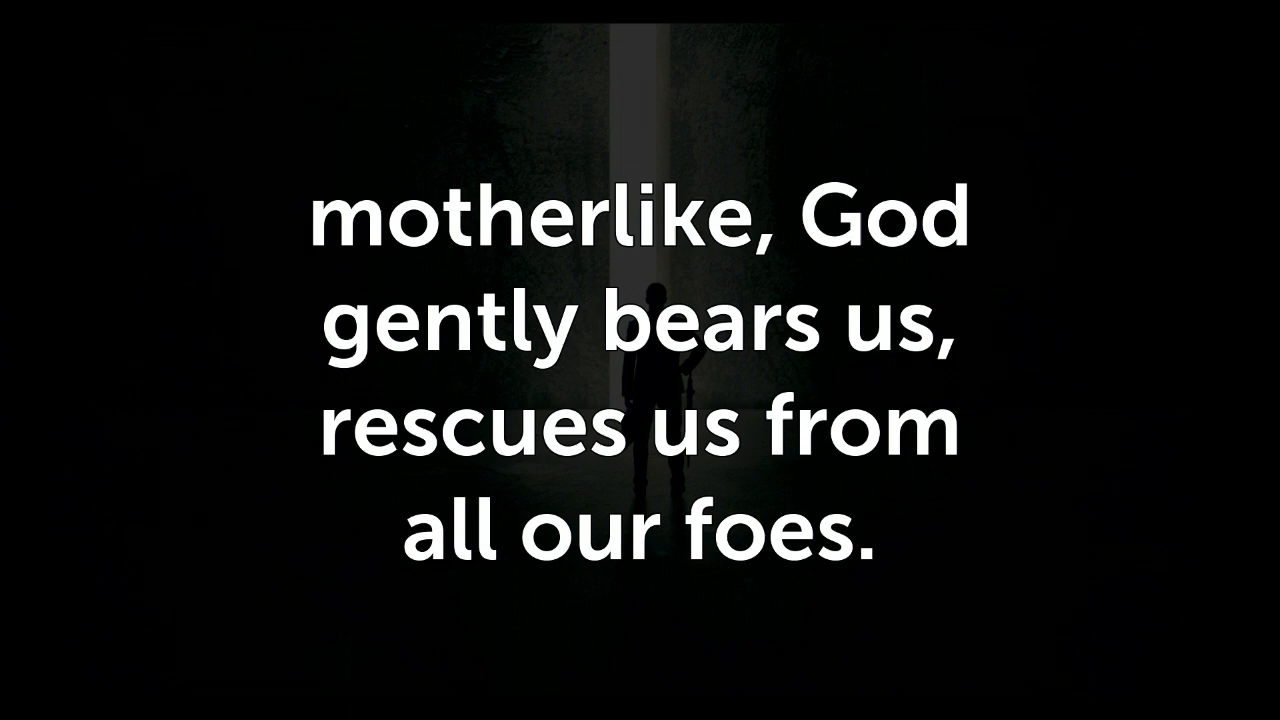 motherlike, God
gently bears us,
rescues us from
all our foes.